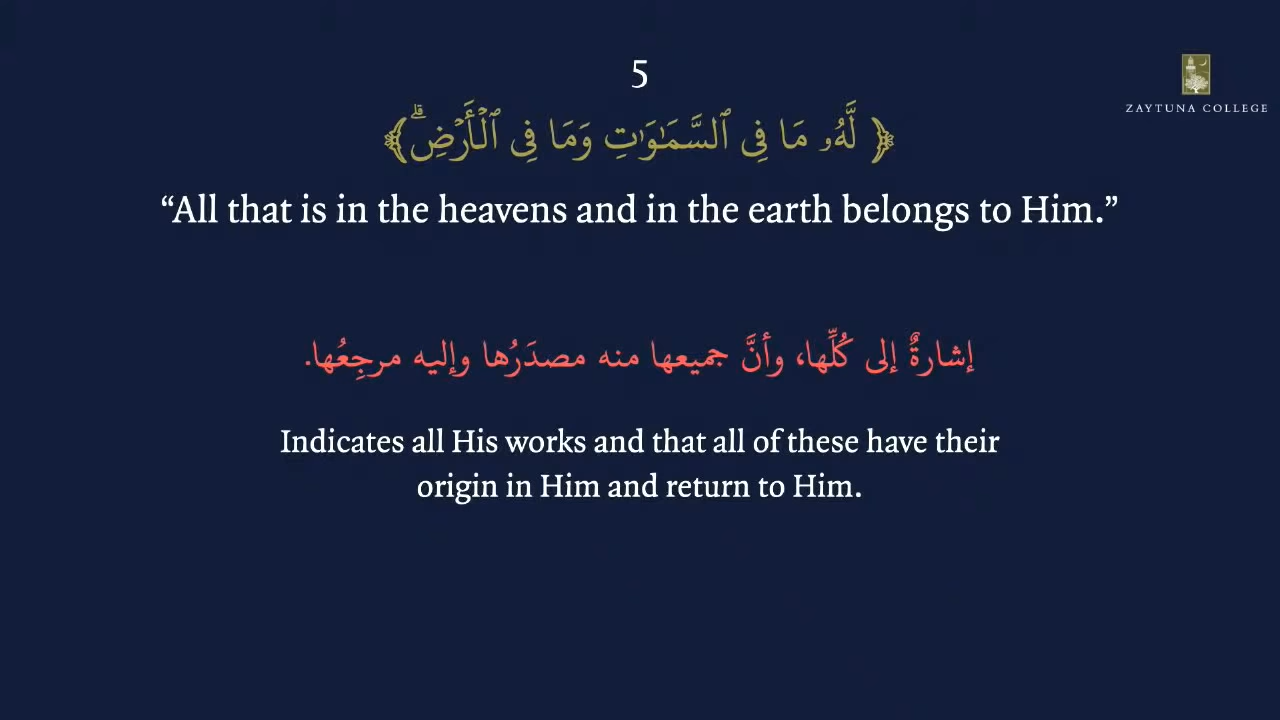 5
ZAYTUNA COLLEGE
﴿ لَّهُۥ مَا فِى ٱلسَّمَـٰوَٰتِ وَمَا فِى ٱلْأَرْضِ ۗ﴾
“All that is in the heavens and in the earth belongs to Him.”
إشارةٌ إلى كُلِّها، وأنَّ جميعها منه مصدَرُها وإليه مرجِعُها.
Indicates all His works and that all of these have their
origin in Him and return to Him.